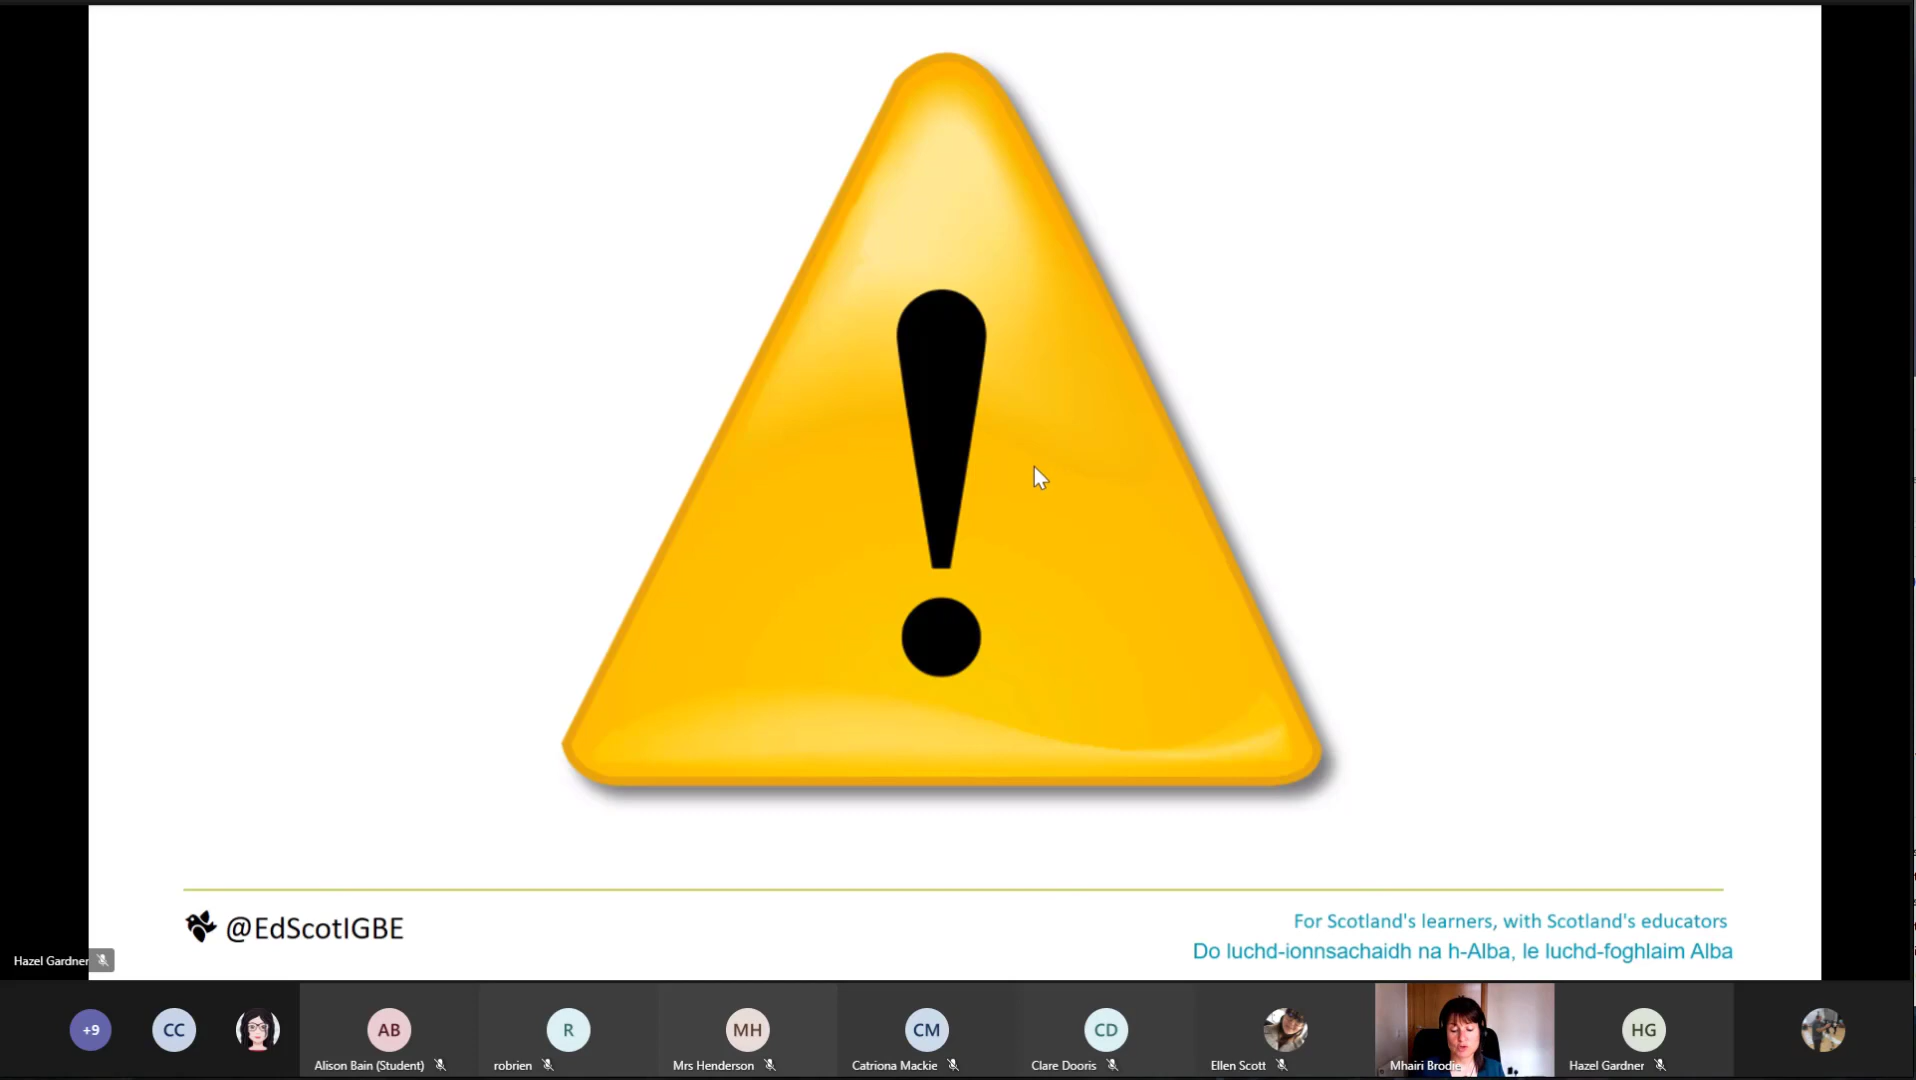 @EdScotIGBE
For Scotland's learners, with Scotland's educators
Do luchd-ionnsachaidh na h-Alba, le luchd-foghlaim Alba
Hazel Gardner
+9
CC
AB
R
MH
CM
CD
HG
Alison Bain (Student)
robrien
Mrs Henderson
Catriona Mackie
Clare Dooris
Ellen Scott
Mhairi Brodie
Hazel Gardner